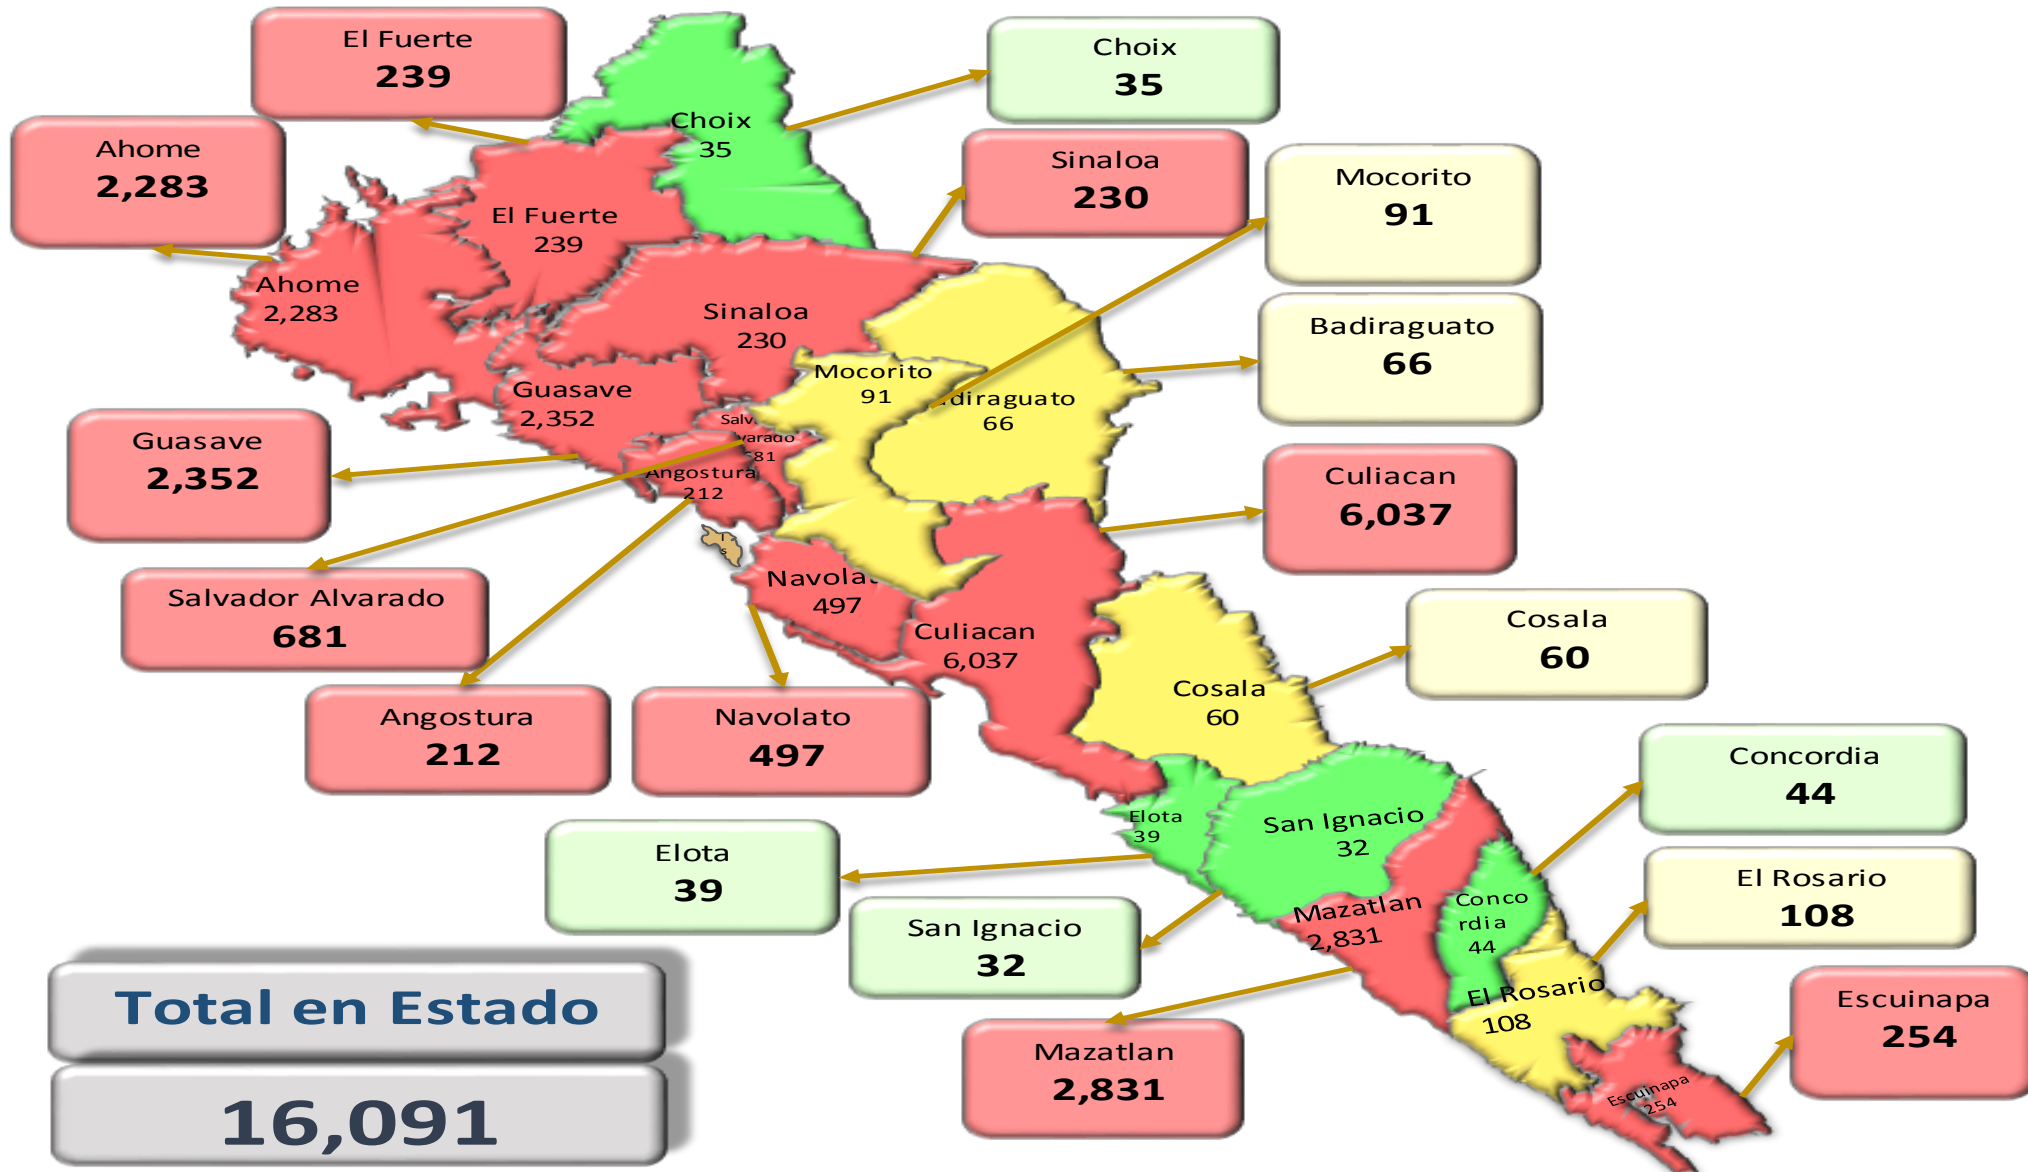 El Fuerte
239
Choix
35
Ahome
2,283
Sinaloa
230
Mocorito
91
Badiraguato
66
Guasave
2,352
Culiacan
6,037
Salvador Alvarado
681
Cosala
60
Angostura
212
Navolato
497
Concordia
44
Elota
39
El Rosario
108
San Ignacio
32
Escuinapa
254
Mazatlan
2,831
Choix
35
El Fuerte
239
Ahome
2,283
Sinaloa
230
Mocorito
91
diraguato
66
Guasave
2,352
Salv
varado
681
Angostura
212
Navolat
497
Culiacan
6,037
Cosala
60
Elota
39
San Ignacio
32
Mazatlan
2,831
Conco
rdia
44
El Rosario
108
Escuinapa
254
Total en Estado
16,091